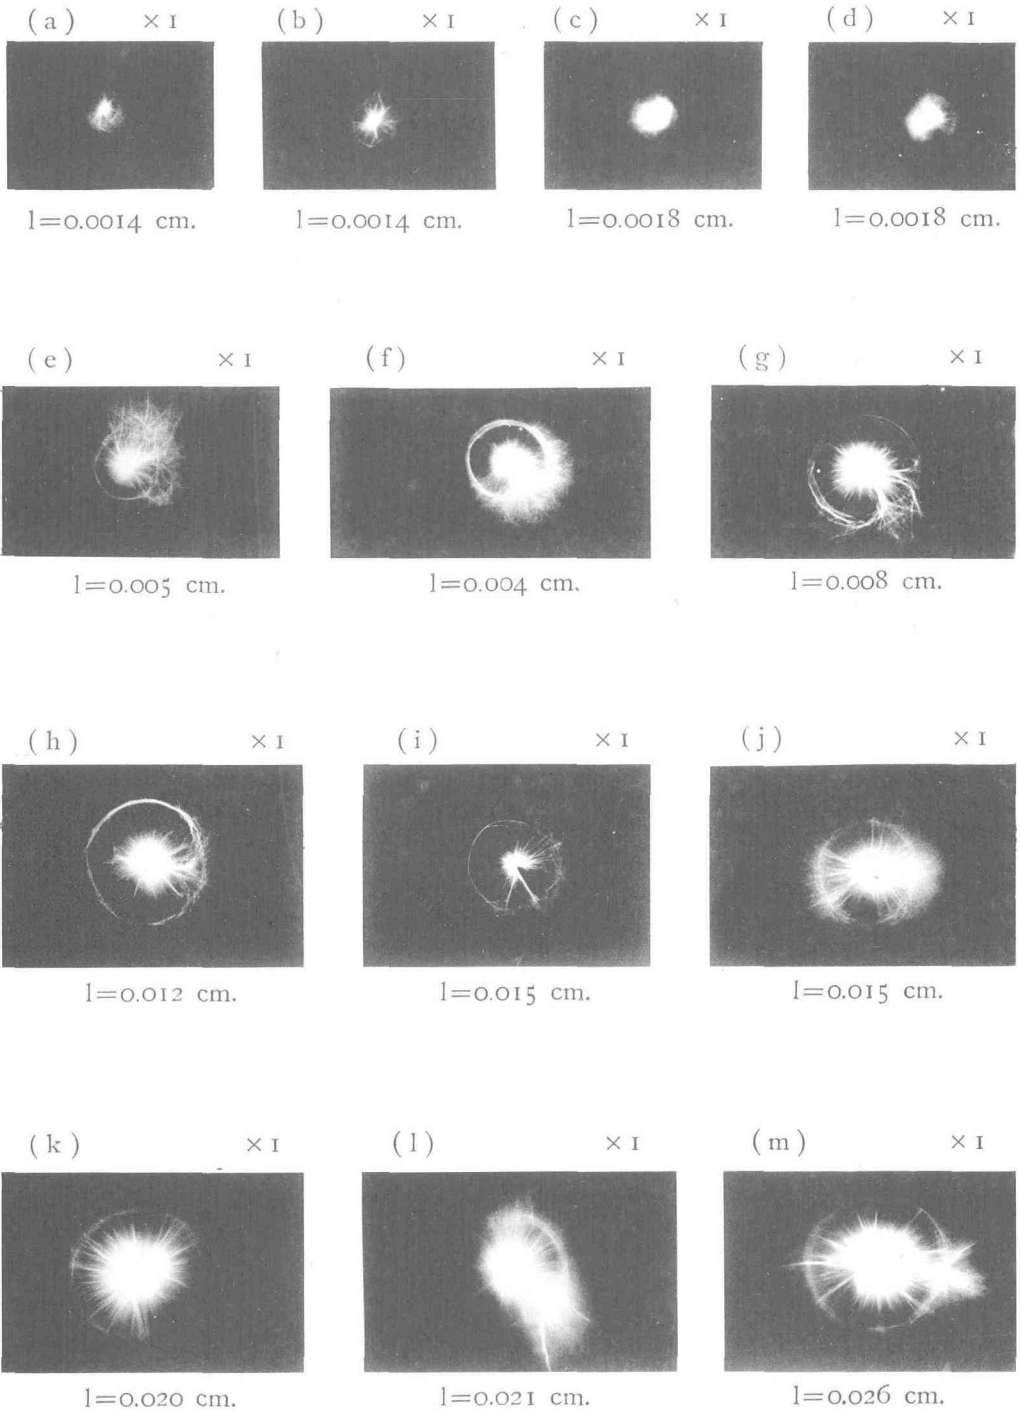 (a) ×1 (b) ×1 (c) ×1 (d) ×1
l=0.0014 cm. l=0.0014 cm. l=0.0018 cm. l=0.0018 cm.
(e) ×1 (f) ×1 (g) ×1
l=0.005 cm. l=0.004 cm. l=0.008 cm.
(h) ×1 (i) ×1 (j) ×1
l=0.012 cm. l=0.015 cm. l=0.015 cm.
(k) ×1 (l) ×1 (m) ×1
l=0.020 cm. l=0.021 cm. l=0.026 cm.